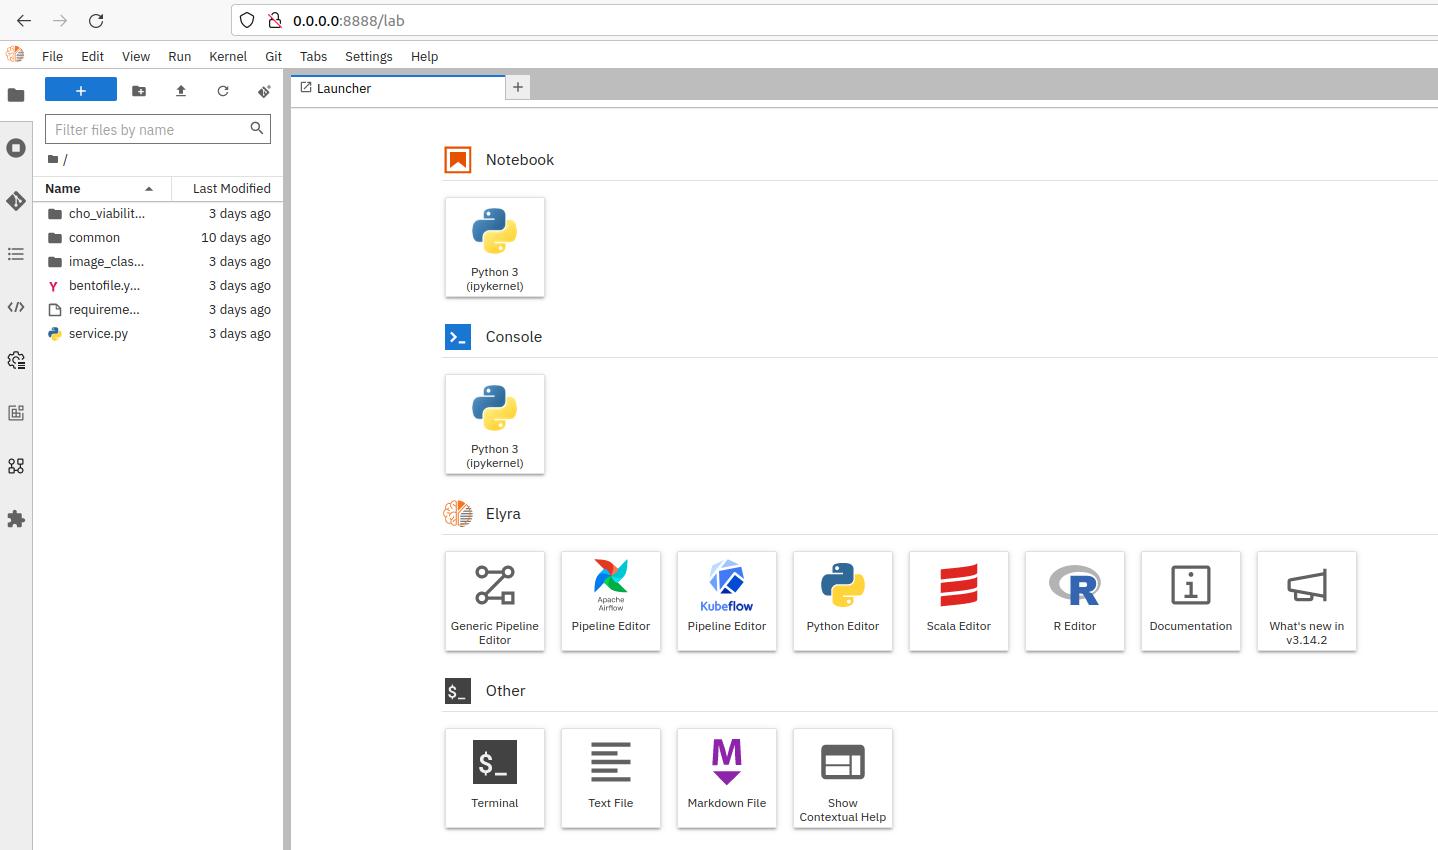 0.0.0.0:8888/lab
File Edit View Run Kernel Git Tabs Settings Help
+
Launcher
+
Filter files by name
/
Name Last Modified
cho_viabilit... 3 days ago
common 10 days ago
image_clas... 3 days ago
Y bentofile.y... 3 days ago
requireme... 3 days ago
service.py 3 days ago
Notebook
Python 3
(ipykernel)
Console
Python 3
(ipykernel)
Elyra
Generic Pipeline
Editor
Apache
Airflow
Pipeline Editor
Kubeflow
Pipeline Editor
Python Editor
Scala Editor
R
R Editor
i
Documentation
What's new in
v3.14.2
$_ Other
$_
Terminal
Text File
M
Markdown File
Show
Contextual Help